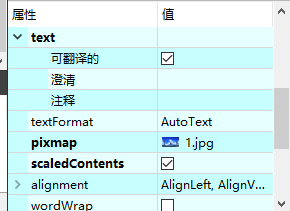 属性 值
text
可翻译的
澄清
注释
textFormat AutoText
pixmap 1.jpg
scaledContents
alignment AlignLeft, AlignV...
wordWrap